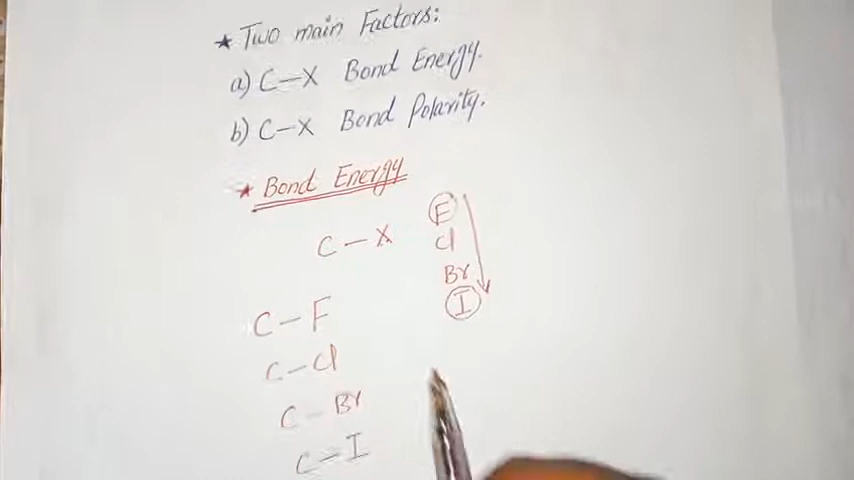 ★ Two main Factors:
a) C-X Bond Energy.
b) C-X Bond Polarity.
★ Bond Energy
C-X
F
Cl
Br
I
C-F
C-Cl
C-Br
C-I